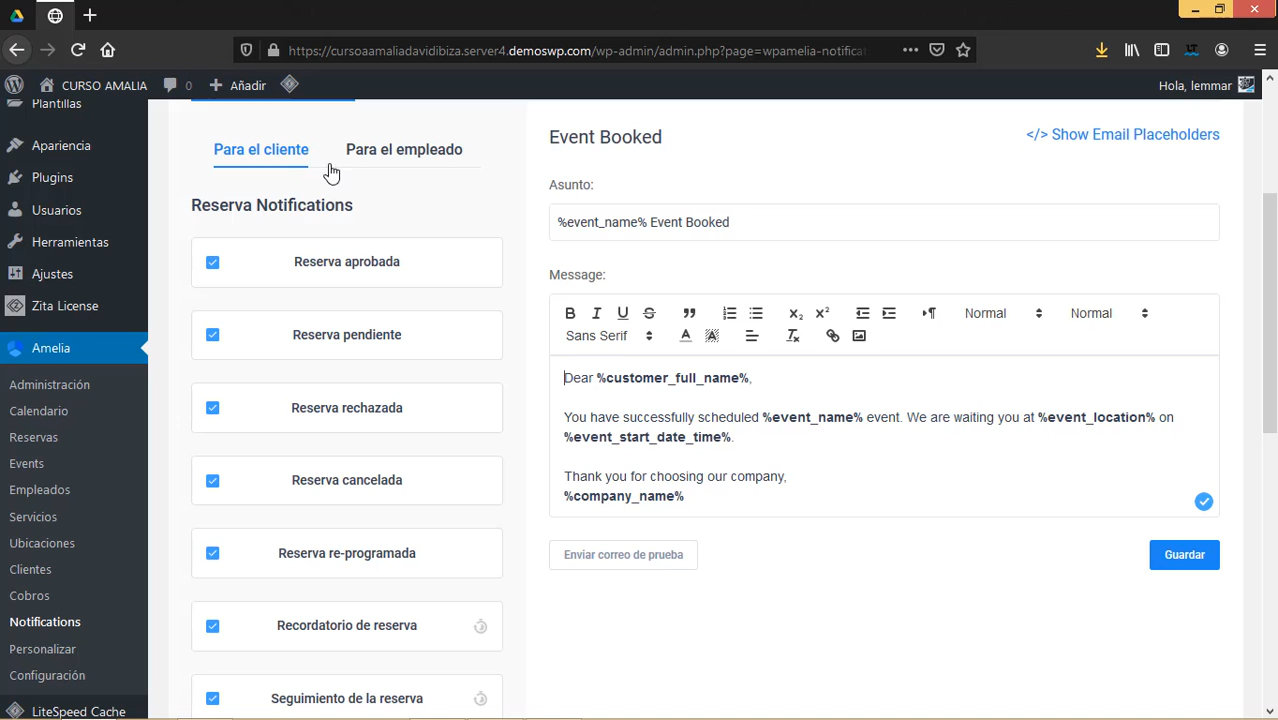 https://cursoaamaliadavidibiza.server4.demoswp.com/wp-admin/admin.php?page=wpamelia-notificat
CURSO AMALIA
0
Añadir
Hola, lemmar
Plantillas
Apariencia
Plugins
Usuarios
Herramientas
Ajustes
Zita License
Amelia
Administración
Calendario
Reservas
Events
Empleados
Servicios
Ubicaciones
Clientes
Cobros
Notifications
Personalizar
Configuración
LiteSpeed Cache
Para el cliente
Para el empleado
Reserva Notifications
Reserva aprobada
Reserva pendiente
Reserva rechazada
Reserva cancelada
Reserva re-programada
Recordatorio de reserva
Seguimiento de la reserva
Event Booked
</> Show Email Placeholders
Asunto:
%event_name% Event Booked
Message:
Normal
Normal
Sans Serif
Dear %customer_full_name%,
You have successfully scheduled %event_name% event. We are waiting you at %event_location% on
%event_start_date_time%.
Thank you for choosing our company,
%company_name%
Enviar correo de prueba
Guardar